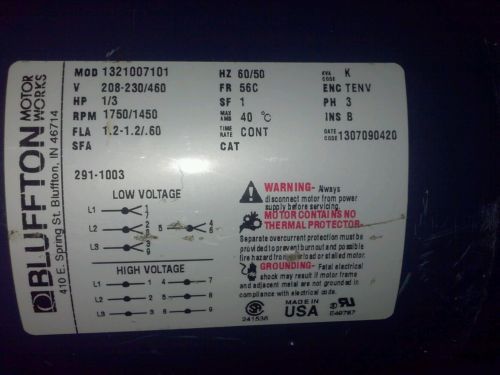 BLUFFTON MOTOR WORKS
410 E. Spring St. Bluffton, IN 46714
MOD 1321007101 HZ 60/50 KVA CODE K
V 208-230/460 FR 56C ENC TENV
HP 1/3 SF 1 PH 3
RPM 1750/1450 MAX AMB 40 °C INS B
FLA 1.2-1.2/.60 TIME RATE CONT DATE CODE 1307090420
SFA CAT
291-1003
LOW VOLTAGE
L1 1 7
L2 2 8 5 4 6
L3 3 9
HIGH VOLTAGE
L1 1 4 7
L2 2 5 8
L3 3 6 9
WARNING- Always
disconnect motor from power
supply before servicing.
MOTOR CONTAINS NO
THERMAL PROTECTOR-
Separate overcurrent protection must be
provided to prevent burnout and possible
fire hazard from overload or stalled motor.
GROUNDING- Fatal electrical
shock may result if motor frame
and adjacent metal are not grounded in
compliance with electrical code.
SA 241536 MADE IN USA UR E49767